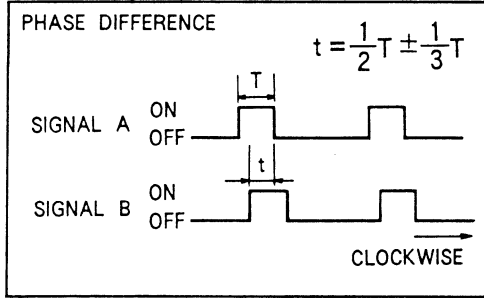 PHASE DIFFERENCE
t = 1/2 T ± 1/3 T
T
SIGNAL A ON
OFF
t
SIGNAL B ON
OFF
CLOCKWISE